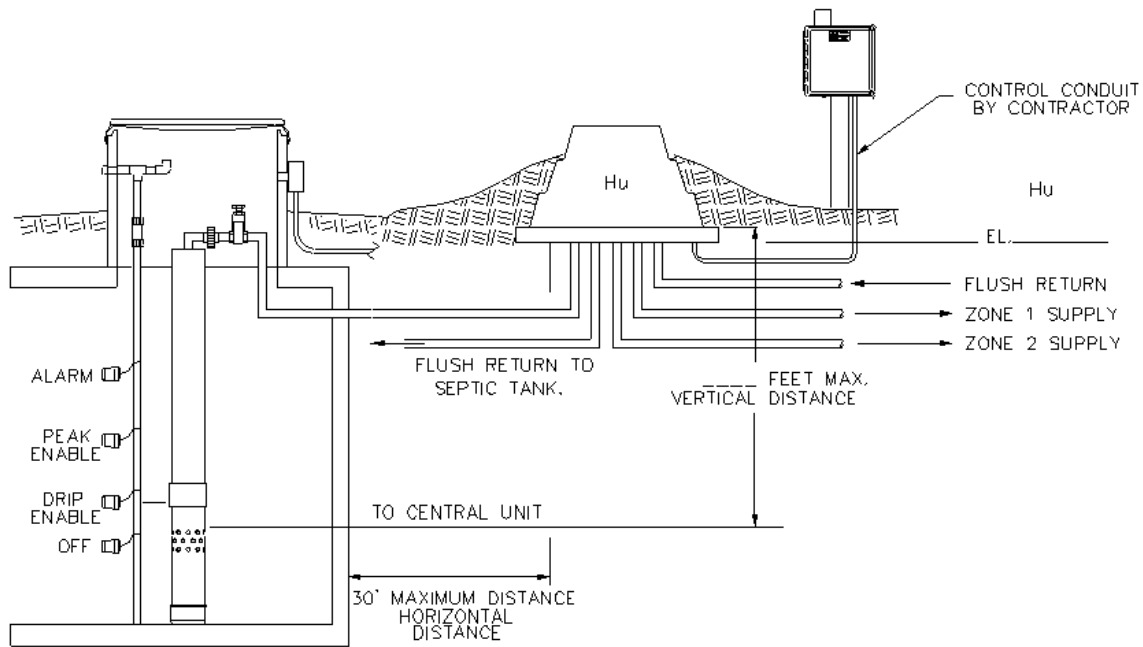 CONTROL CONDUIT
BY CONTRACTOR
Hu
Hu
EL.
FLUSH RETURN
ZONE 1 SUPPLY
ZONE 2 SUPPLY
FLUSH RETURN TO
SEPTIC TANK.
____ FEET MAX.
VERTICAL DISTANCE
ALARM
PEAK
ENABLE
DRIP
ENABLE
OFF
TO CENTRAL UNIT
30' MAXIMUM DISTANCE
HORIZONTAL
DISTANCE